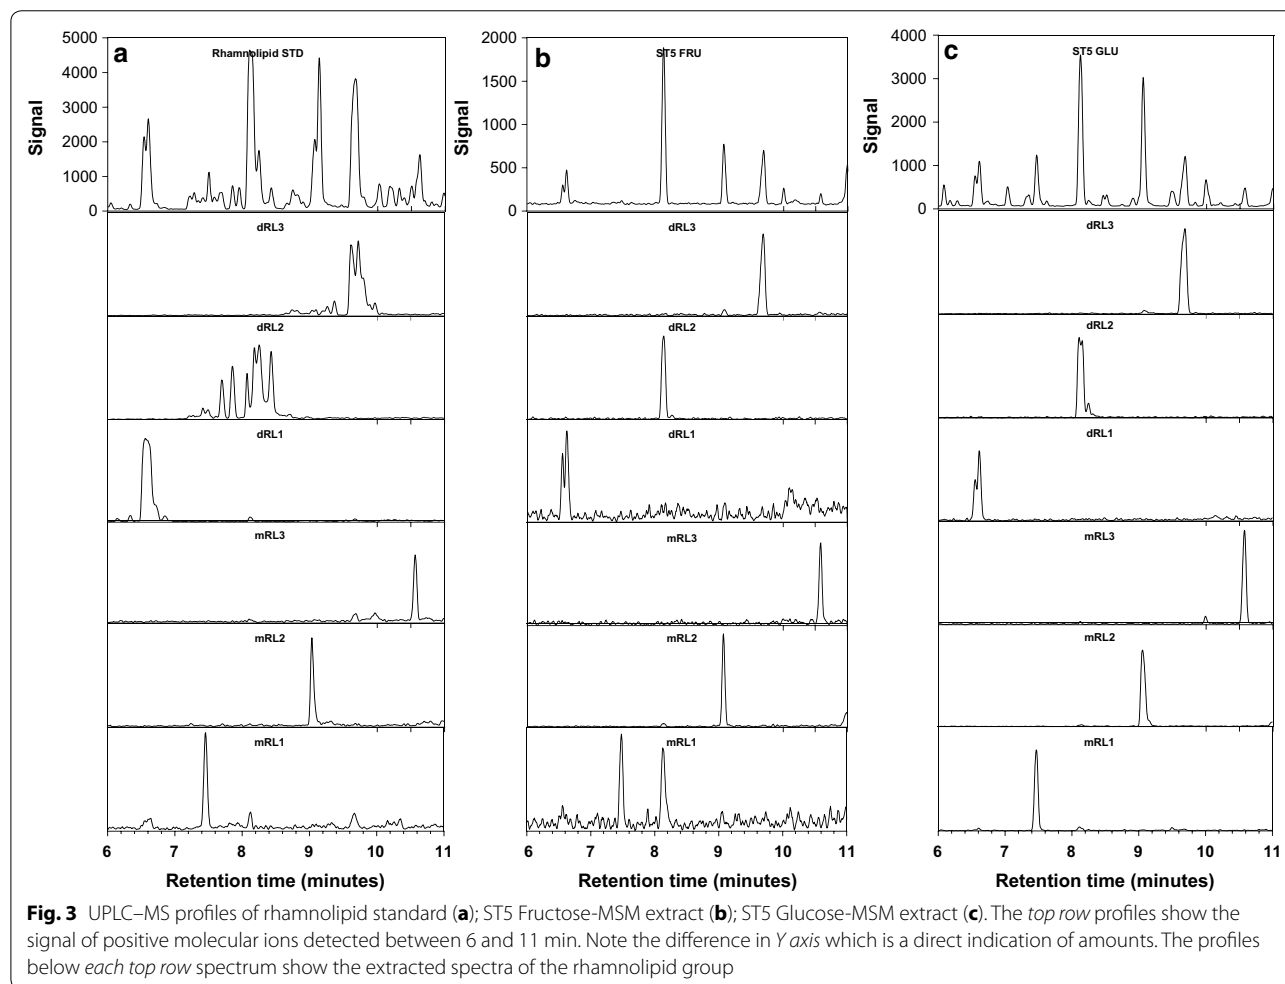 a
Rhamnolipid STD
5000
4000
3000
2000
1000
0
Signal
dRL3
dRL2
dRL1
mRL3
mRL2
mRL1
6 7 8 9 10 11
Retention time (minutes)
b
ST5 FRU
2000
1500
1000
500
0
Signal
dRL3
dRL2
dRL1
mRL3
mRL2
mRL1
6 7 8 9 10 11
Retention time (minutes)
c
ST5 GLU
4000
3000
2000
1000
0
Signal
dRL3
dRL2
dRL1
mRL3
mRL2
mRL1
6 7 8 9 10 11
Retention time (minutes)
Fig. 3 UPLC–MS profiles of rhamnolipid standard (a); ST5 Fructose-MSM extract (b); ST5 Glucose-MSM extract (c). The top row profiles show the
signal of positive molecular ions detected between 6 and 11 min. Note the difference in Y axis which is a direct indication of amounts. The profiles
below each top row spectrum show the extracted spectra of the rhamnolipid group